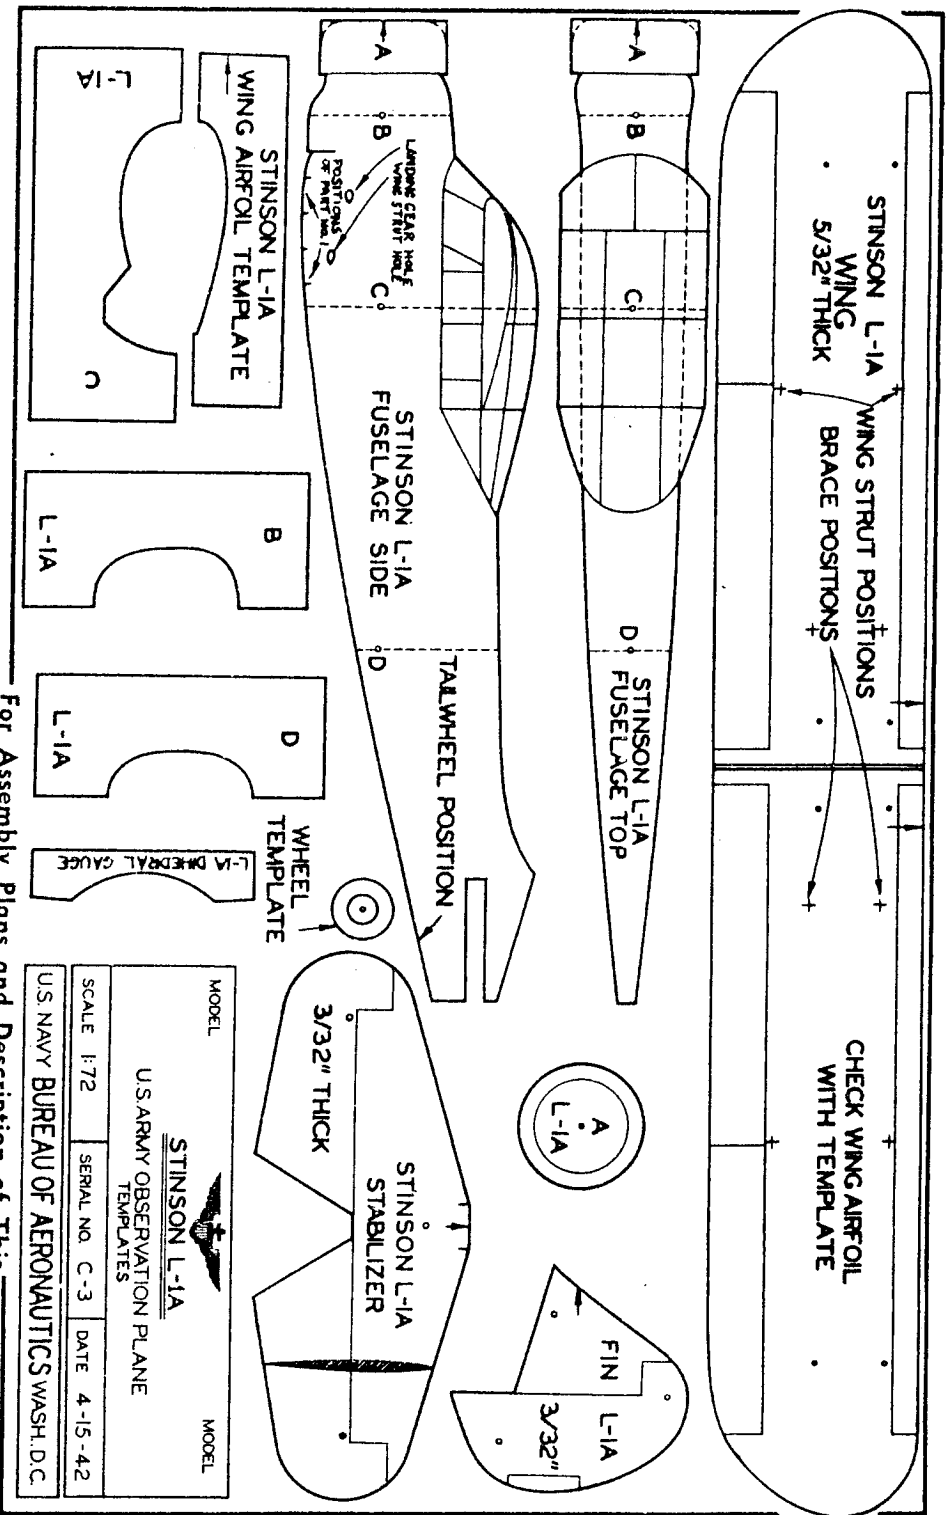 STINSON L-1A
WING
5/32" THICK
WING STRUT POSITIONS
BRACE POSITIONS
CHECK WING AIRFOIL
WITH TEMPLATE
A
B
C
D
STINSON L-1A
FUSELAGE TOP
A
L-1A
FIN L-1A
3/32"
A
B
LANDING GEAR HOLE
WING STRUT HOLE
POSITIONS
OF PART NO. 1
C
STINSON L-1A
FUSELAGE SIDE
D
TAILWHEEL POSITION
STINSON L-1A
STABILIZER
3/32" THICK
STINSON L-1A
WING AIRFOIL TEMPLATE
L-1A
C
B
L-1A
D
L-1A
L-1A DIHEDRAL GAUGE
WHEEL
TEMPLATE
MODEL
MODEL
STINSON L-1A
U.S. ARMY OBSERVATION PLANE
TEMPLATES
SCALE 1:72
SERIAL NO. C-3
DATE 4-15-42
U.S. NAVY BUREAU OF AERONAUTICS WASH. D.C.
For Assembly Plans and Description of This